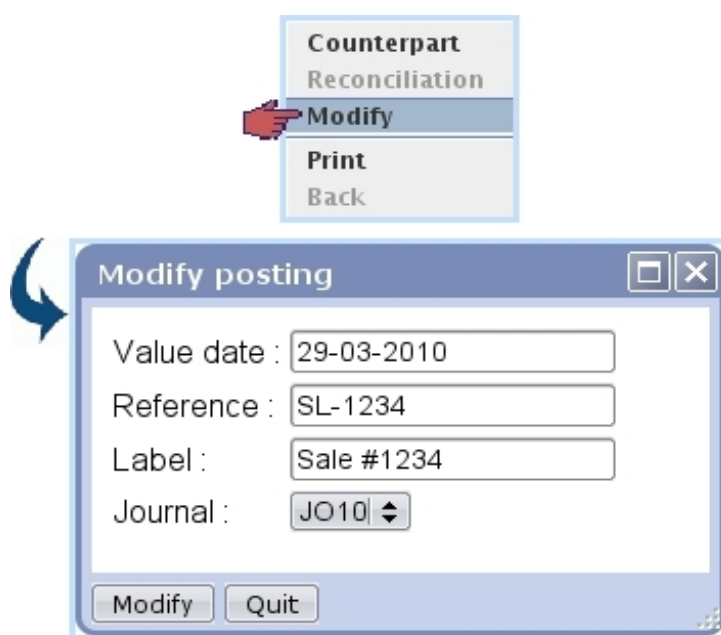 Counterpart
Reconciliation
Modify
Print
Back
Modify posting
Value date : 29-03-2010
Reference : SL-1234
Label : Sale #1234
Journal : JO10
Modify Quit